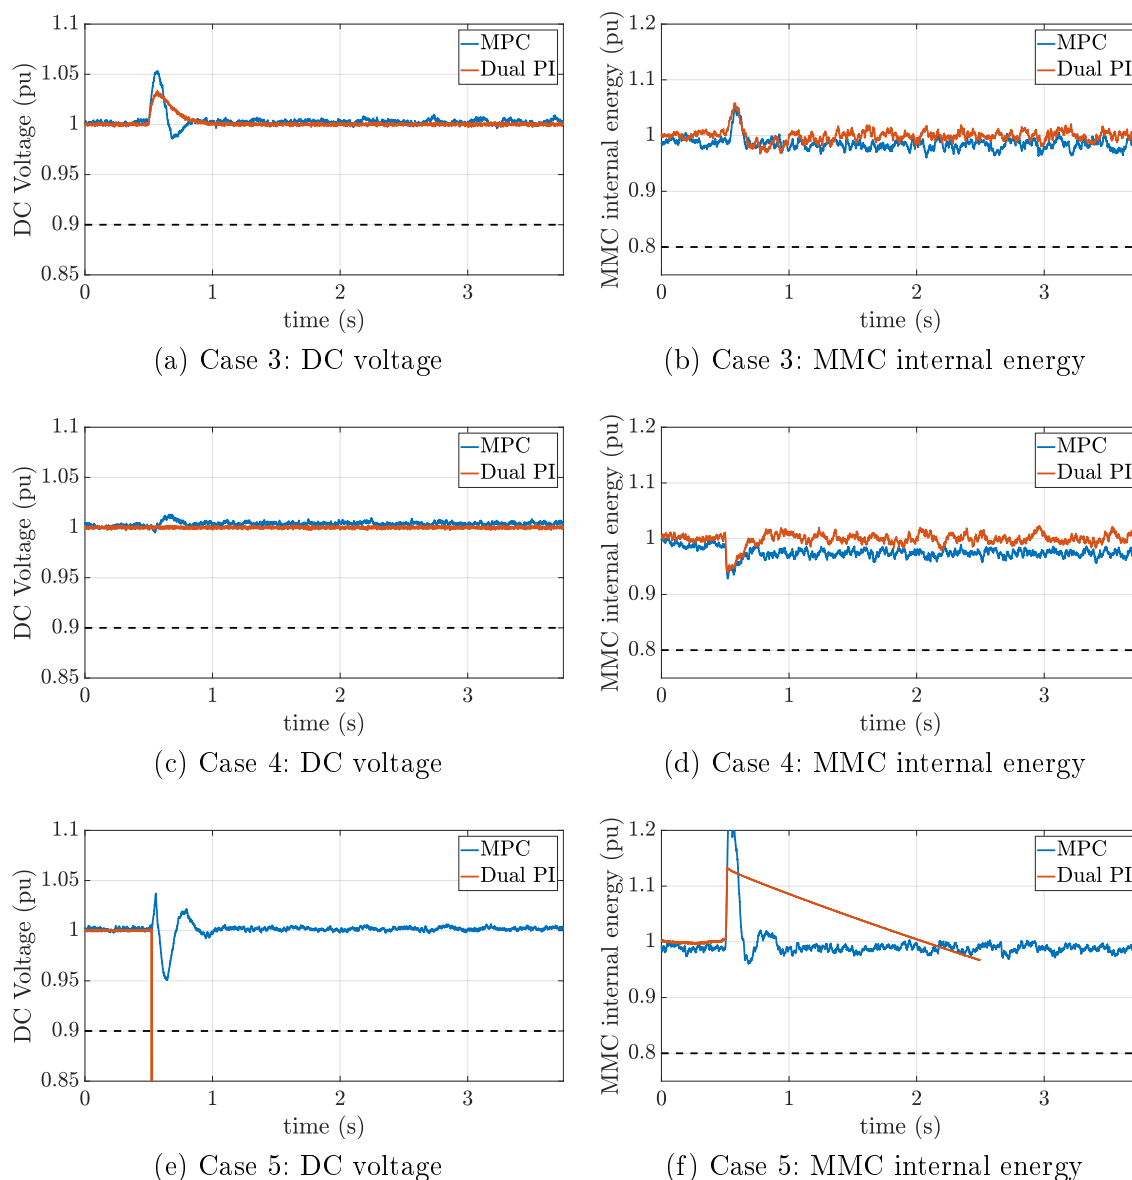 DC Voltage (pu)
1.1
1.05
1
0.95
0.9
0.85
MPC
Dual PI
0 1 2 3
time (s)
(a) Case 3: DC voltage
MMC internal energy (pu)
1.2
1.1
1
0.9
0.8
MPC
Dual PI
0 1 2 3
time (s)
(b) Case 3: MMC internal energy
DC Voltage (pu)
1.1
1.05
1
0.95
0.9
0.85
MPC
Dual PI
0 1 2 3
time (s)
(c) Case 4: DC voltage
MMC internal energy (pu)
1.2
1.1
1
0.9
0.8
MPC
Dual PI
0 1 2 3
time (s)
(d) Case 4: MMC internal energy
DC Voltage (pu)
1.1
1.05
1
0.95
0.9
0.85
MPC
Dual PI
0 1 2 3
time (s)
(e) Case 5: DC voltage
MMC internal energy (pu)
1.2
1.1
1
0.9
0.8
MPC
Dual PI
0 1 2 3
time (s)
(f) Case 5: MMC internal energy